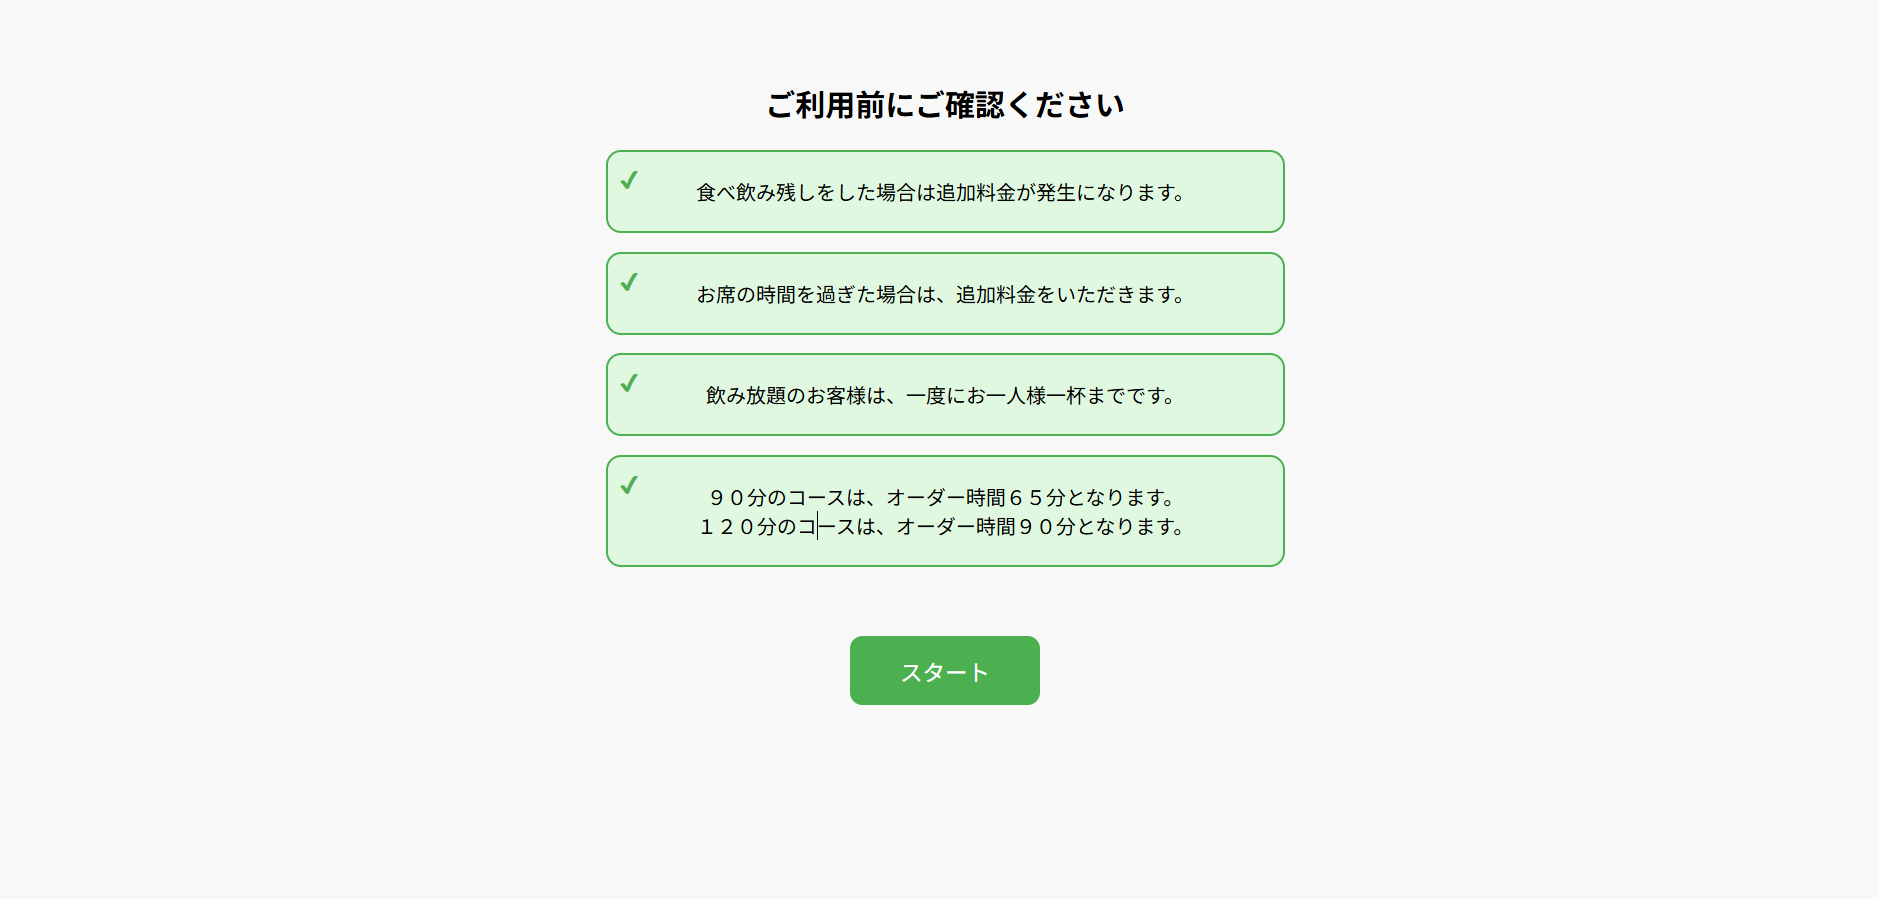 ご利用前にご確認ください
✓
食べ飲み残しをした場合は追加料金が発生になります。
✓
お席の時間を過ぎた場合は、追加料金をいただきます。
✓
飲み放題のお客様は、一度にお一人様一杯までです。
✓
９０分のコースは、オーダー時間６５分となります。
１２０分のコースは、オーダー時間９０分となります。
スタート